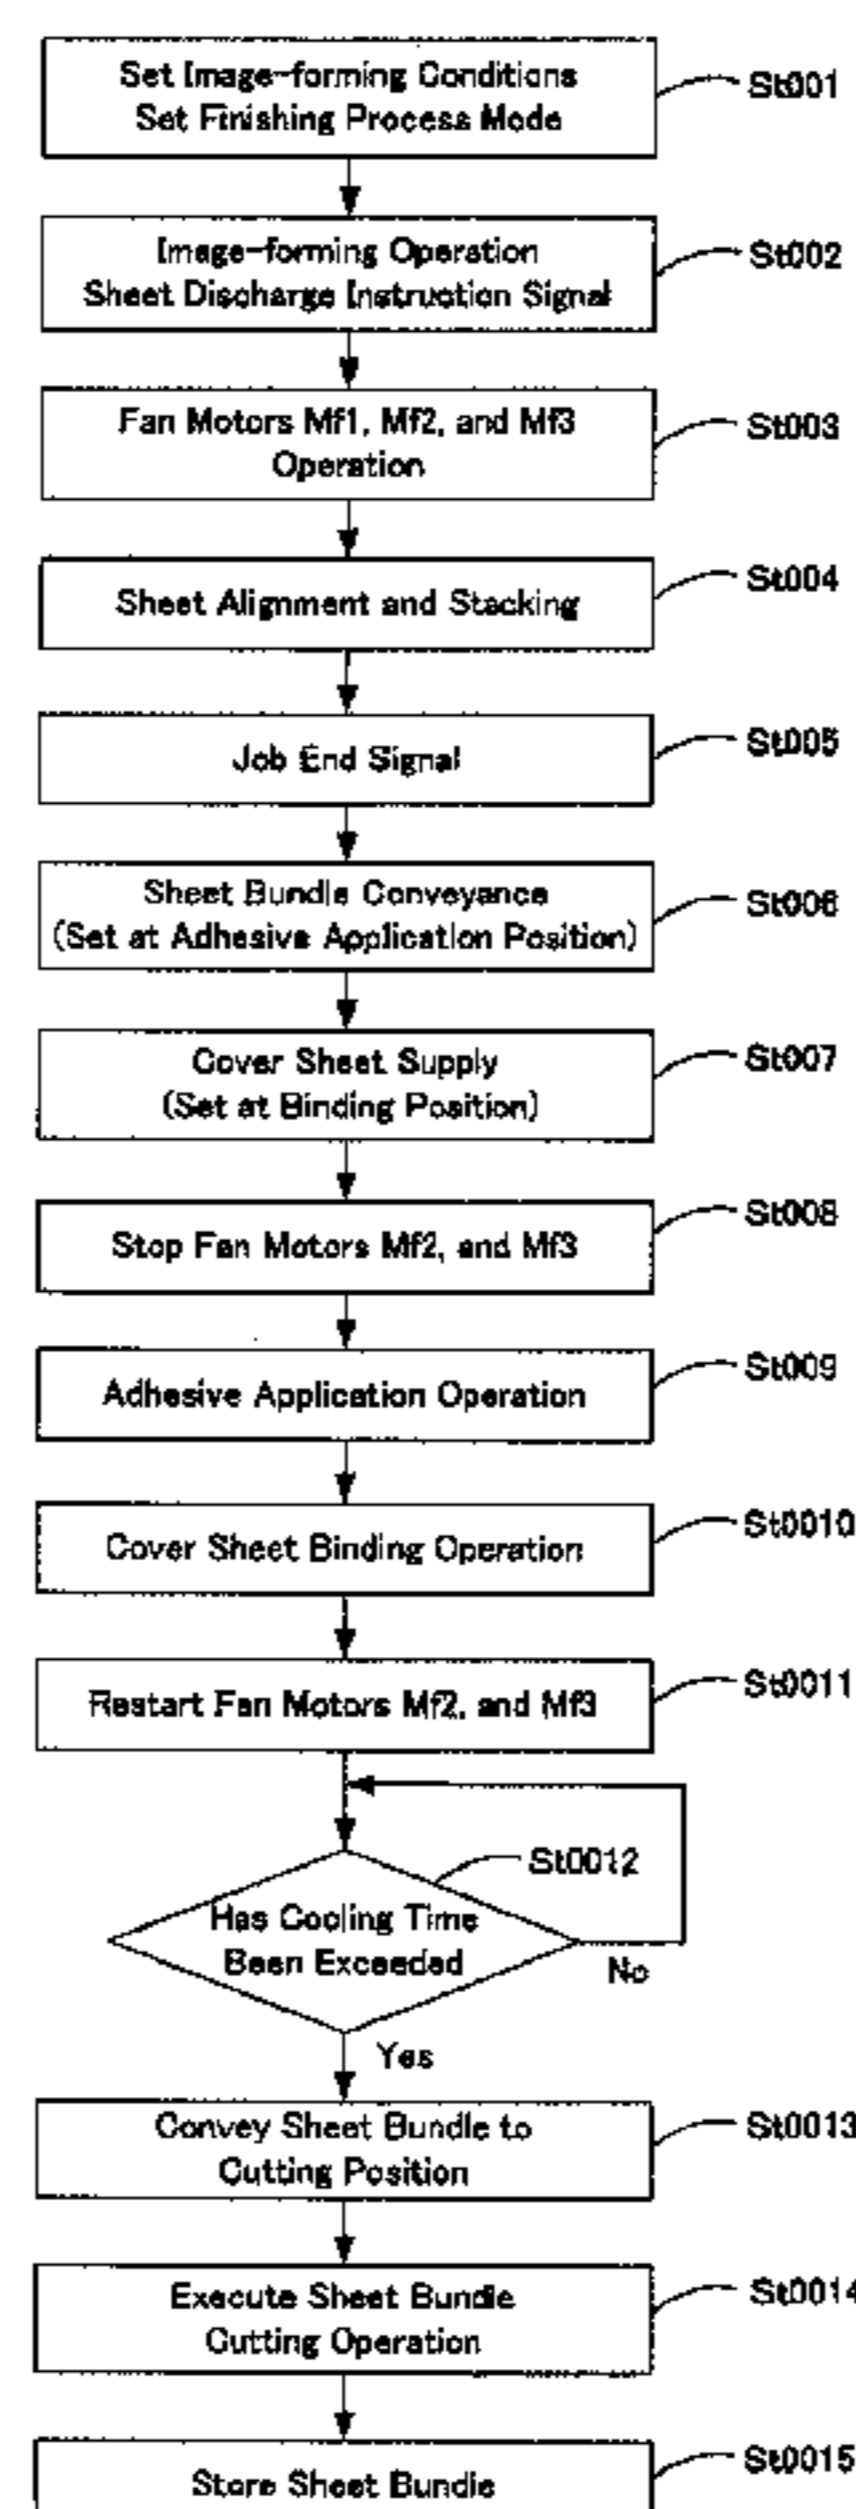 Set Image-forming Conditions
Set Finishing Process Mode
St001
Image-forming Operation
Sheet Discharge Instruction Signal
St002
Fan Motors Mf1, Mf2, and Mf3
Operation
St003
Sheet Alignment and Stacking
St004
Job End Signal
St005
Sheet Bundle Conveyance
(Set at Adhesive Application Position)
St006
Cover Sheet Supply
(Set at Binding Position)
St007
Stop Fan Motors Mf2, and Mf3
St008
Adhesive Application Operation
St009
Cover Sheet Binding Operation
St0010
Restart Fan Motors Mf2, and Mf3
St0011
St0012
Has Cooling Time
Been Exceeded
No
Yes
Convey Sheet Bundle to
Cutting Position
St0013
Execute Sheet Bundle
Cutting Operation
St0014
Store Sheet Bundle
St0015